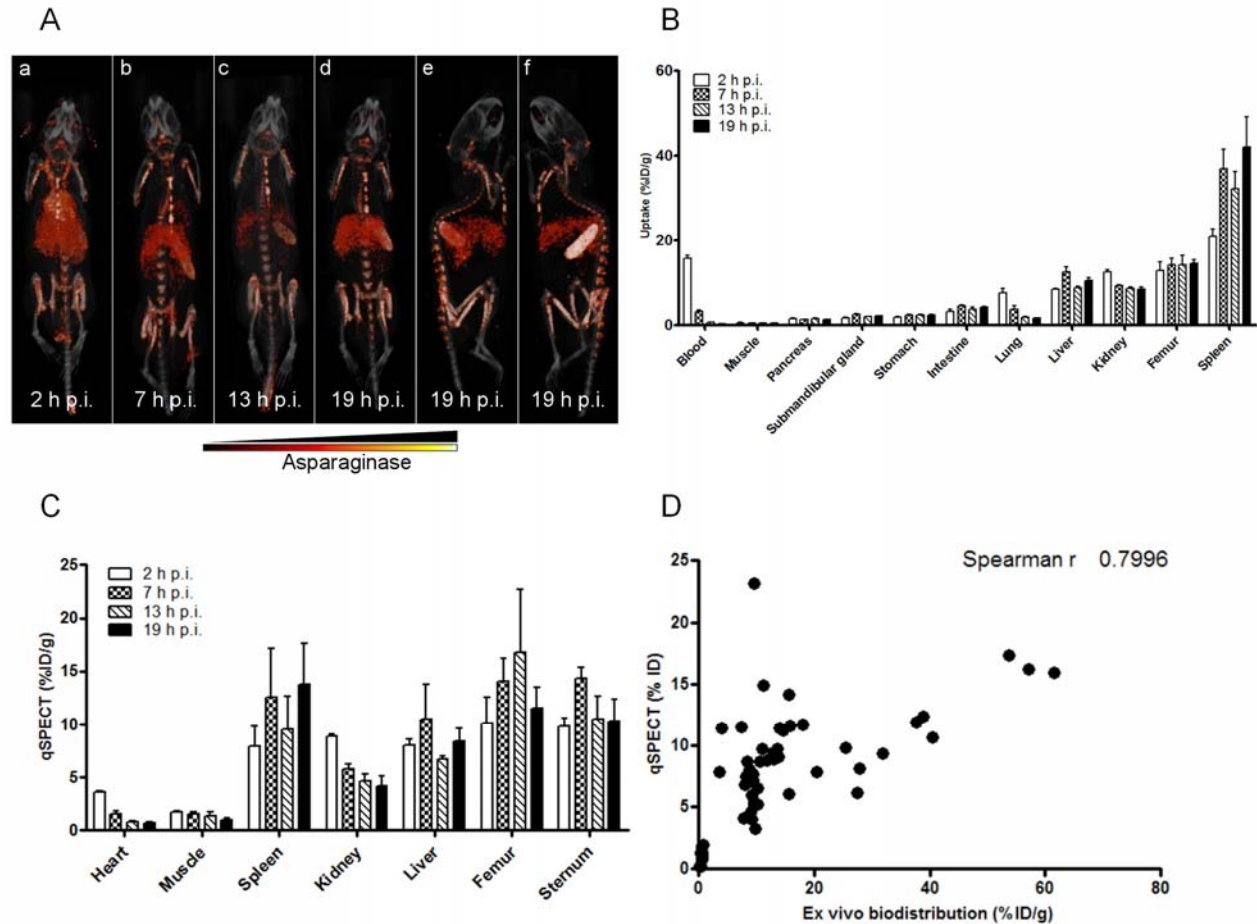 A
a b c d e f
2 h p.i. 7 h p.i. 13 h p.i. 19 h p.i. 19 h p.i. 19 h p.i.
Asparaginase
B
60
40
20
0
Uptake (%ID/g)
2 h p.i.
7 h p.i.
13 h p.i.
19 h p.i.
Blood
Muscle
Pancreas
Submandibular gland
Stomach
Intestine
Lung
Liver
Kidney
Femur
Spleen
C
25
20
15
10
5
0
qSPECT (%ID/g)
2 h p.i.
7 h p.i.
13 h p.i.
19 h p.i.
Heart
Muscle
Spleen
Kidney
Liver
Femur
Sternum
D
Spearman r 0.7996
25
20
15
10
5
0
qSPECT (% ID)
0 20 40 60 80
Ex vivo biodistribution (%ID/g)